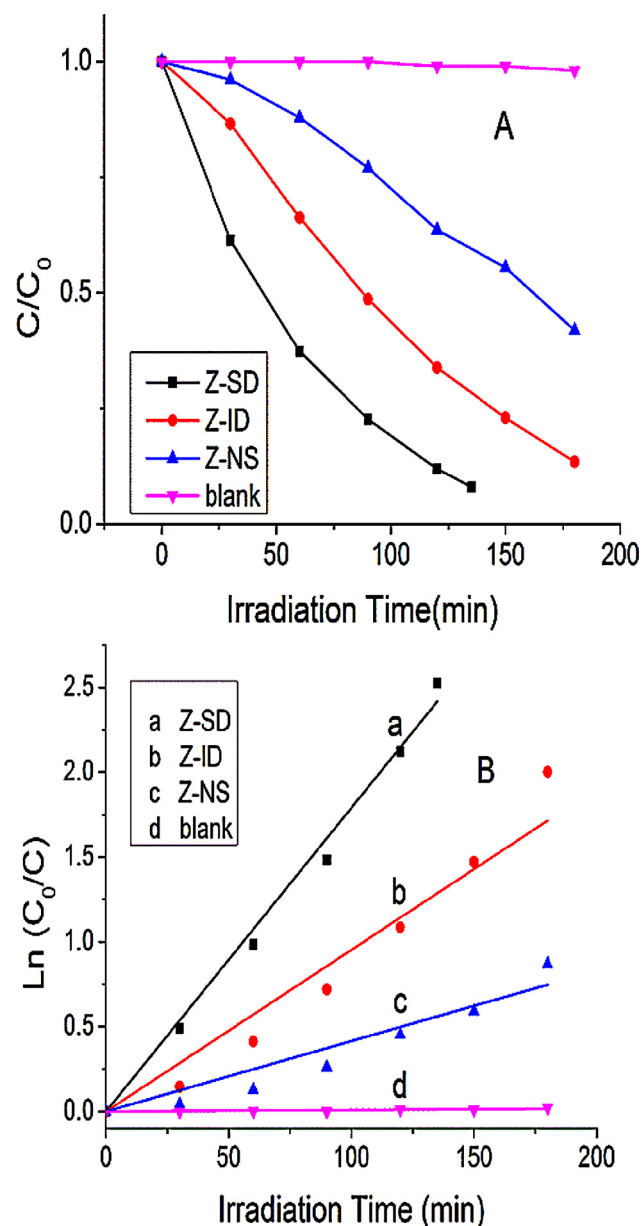 A
1.0
0.5
0.0
C/C0
Z-SD
Z-ID
Z-NS
blank
0 50 100 150 200
Irradiation Time(min)
2.5
2.0
1.5
1.0
0.5
0.0
Ln (C0/C)
a Z-SD
b Z-ID
c Z-NS
d blank
a
B
b
c
d
0 50 100 150 200
Irradiation Time (min)